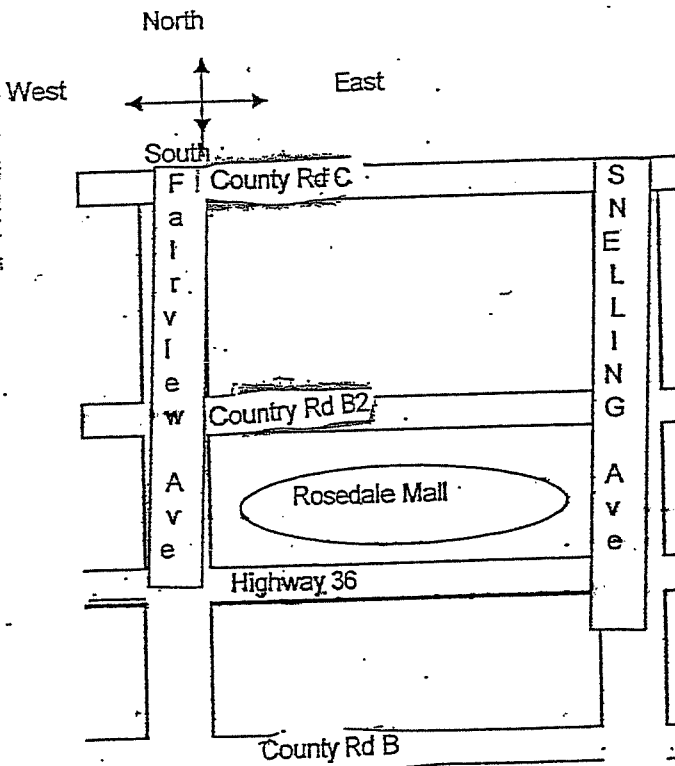 North
West
East
South
County Rd C
Fairview Ave
SNELLING Ave
Country Rd B2
Rosedale Mall
Highway 36
County Rd B